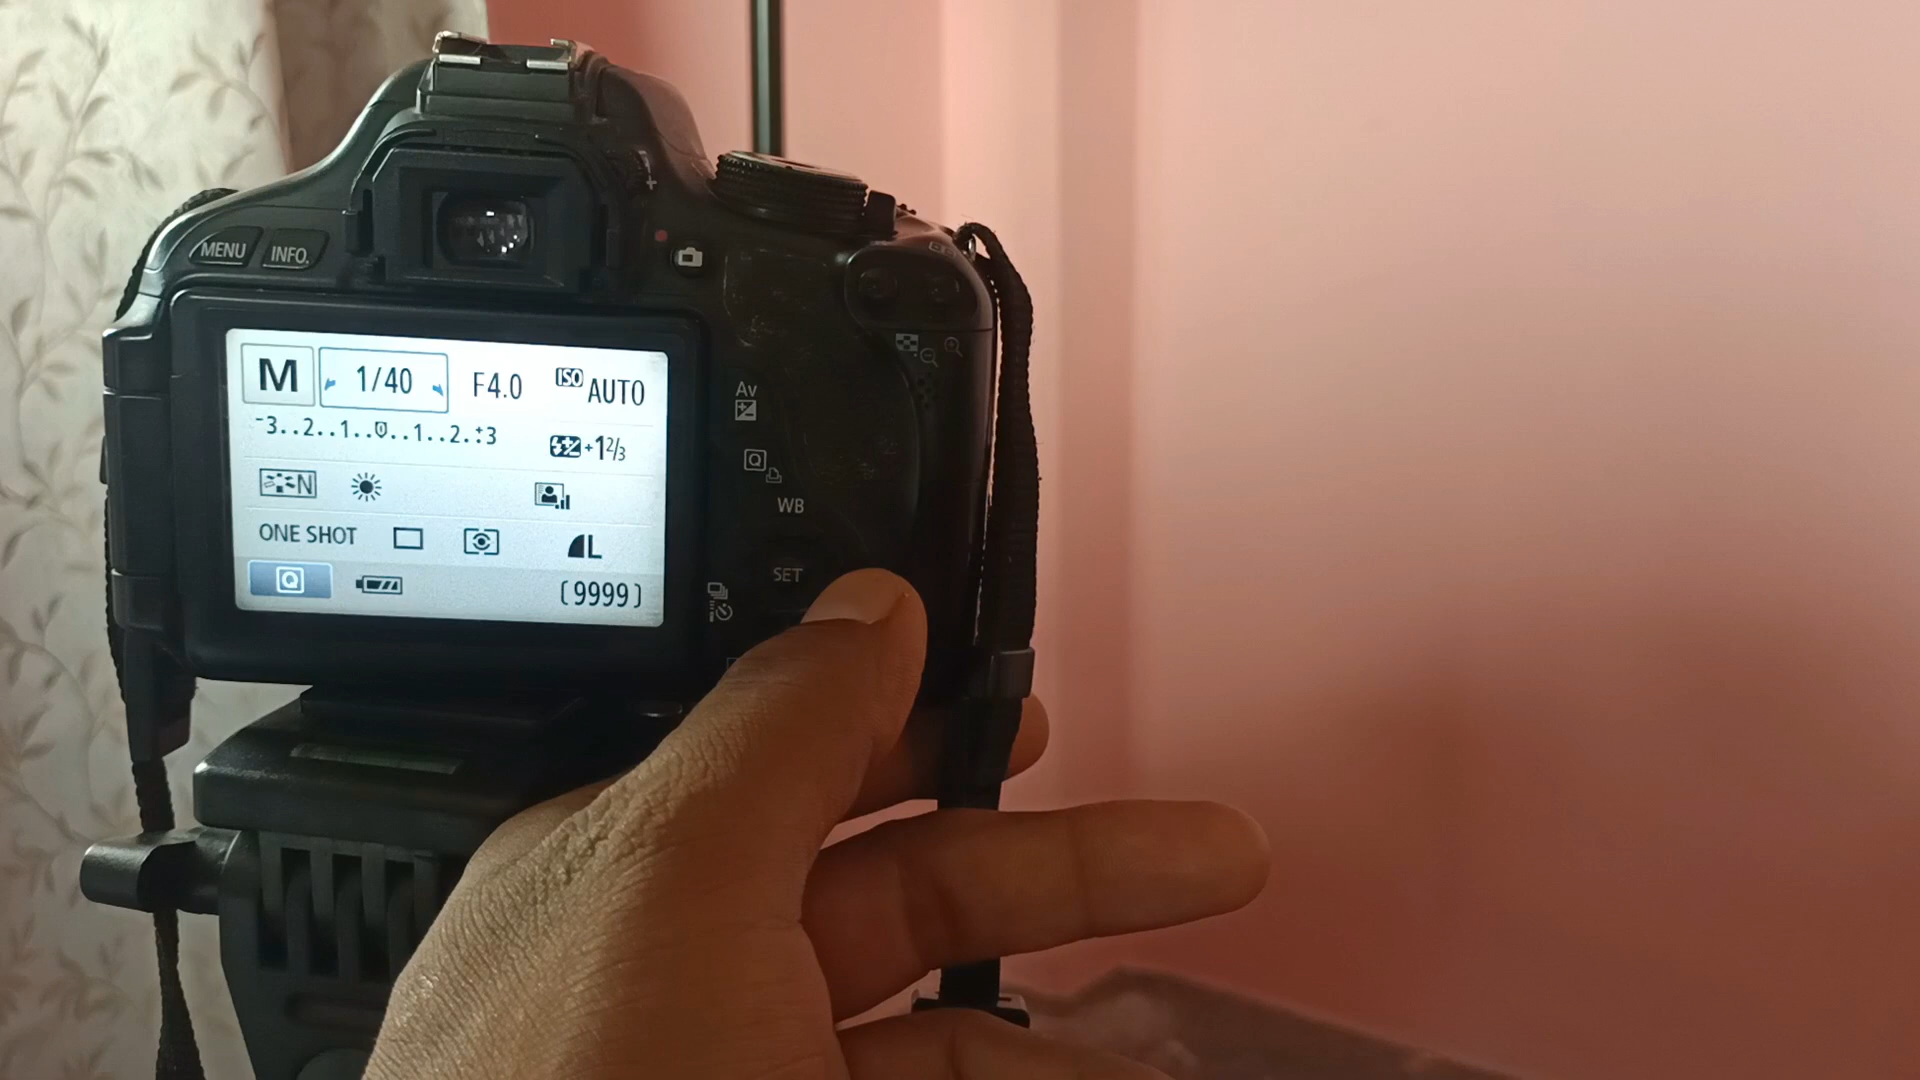 MENU INFO.
M 1/40 F4.0 ISO AUTO
-3..2..1..0..1..2.:+3 +1 2/3
N
ONE SHOT L
Q (9999)
Av
Q
WB
SET